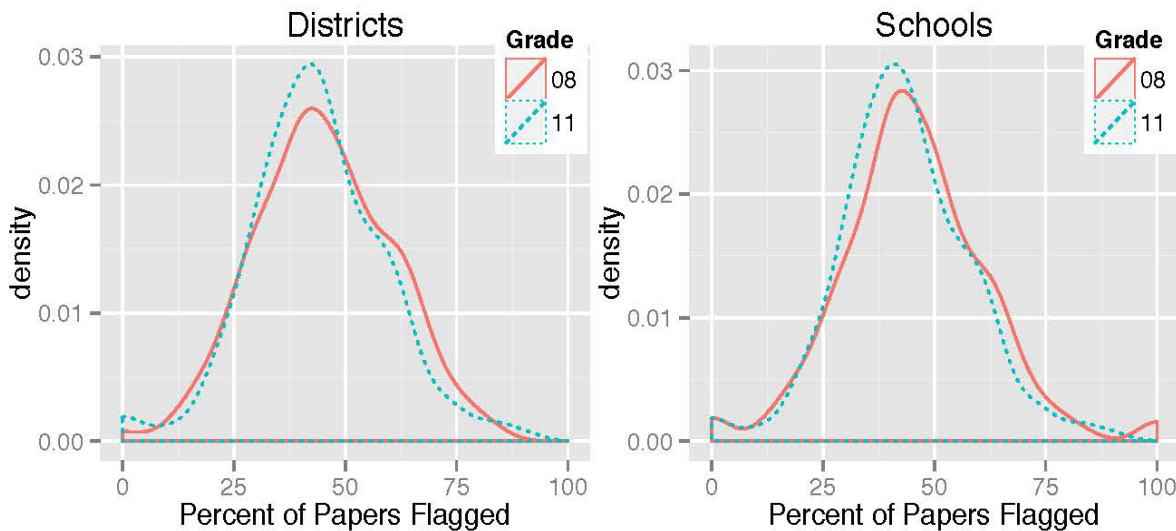 Districts
Grade
08
11
0.03
0.02
0.01
0.00
density
0
25
50
75
100
Percent of Papers Flagged
Schools
Grade
08
11
0.03
0.02
0.01
0.00
density
0
25
50
75
100
Percent of Papers Flagged